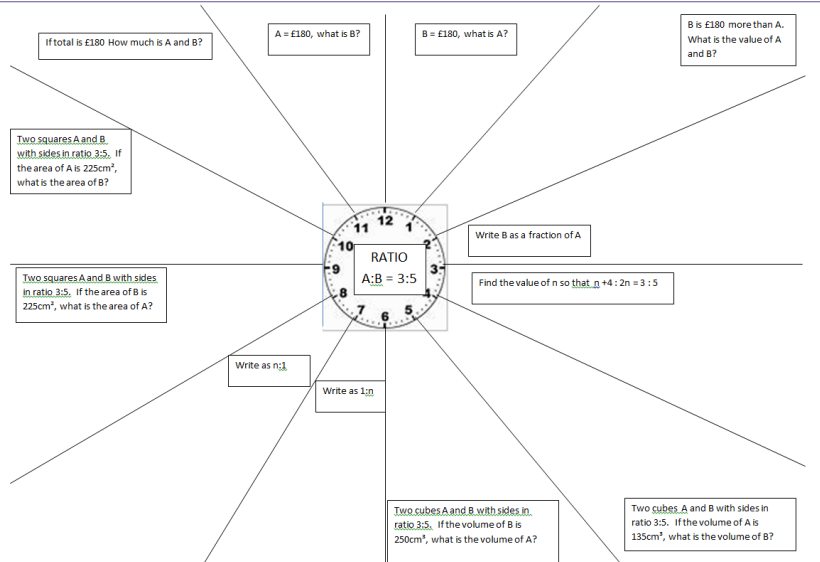 If total is £180 How much is A and B?
A = £180, what is B?
B = £180, what is A?
B is £180 more than A.
What is the value of A
and B?
Two squares A and B
with sides in ratio 3:5. If
the area of A is 225cm²,
what is the area of B?
Write B as a fraction of A
Find the value of n so that n +4 : 2n = 3 : 5
Two squares A and B with sides
in ratio 3:5. If the area of B is
225cm², what is the area of A?
Write as n:1
Write as 1:n
Two cubes A and B with sides in
ratio 3:5. If the volume of B is
250cm³, what is the volume of A?
Two cubes A and B with sides in
ratio 3:5. If the volume of A is
135cm³, what is the volume of B?
RATIO
A:B = 3:5
12
1
2
3
4
5
6
7
8
9
10
11